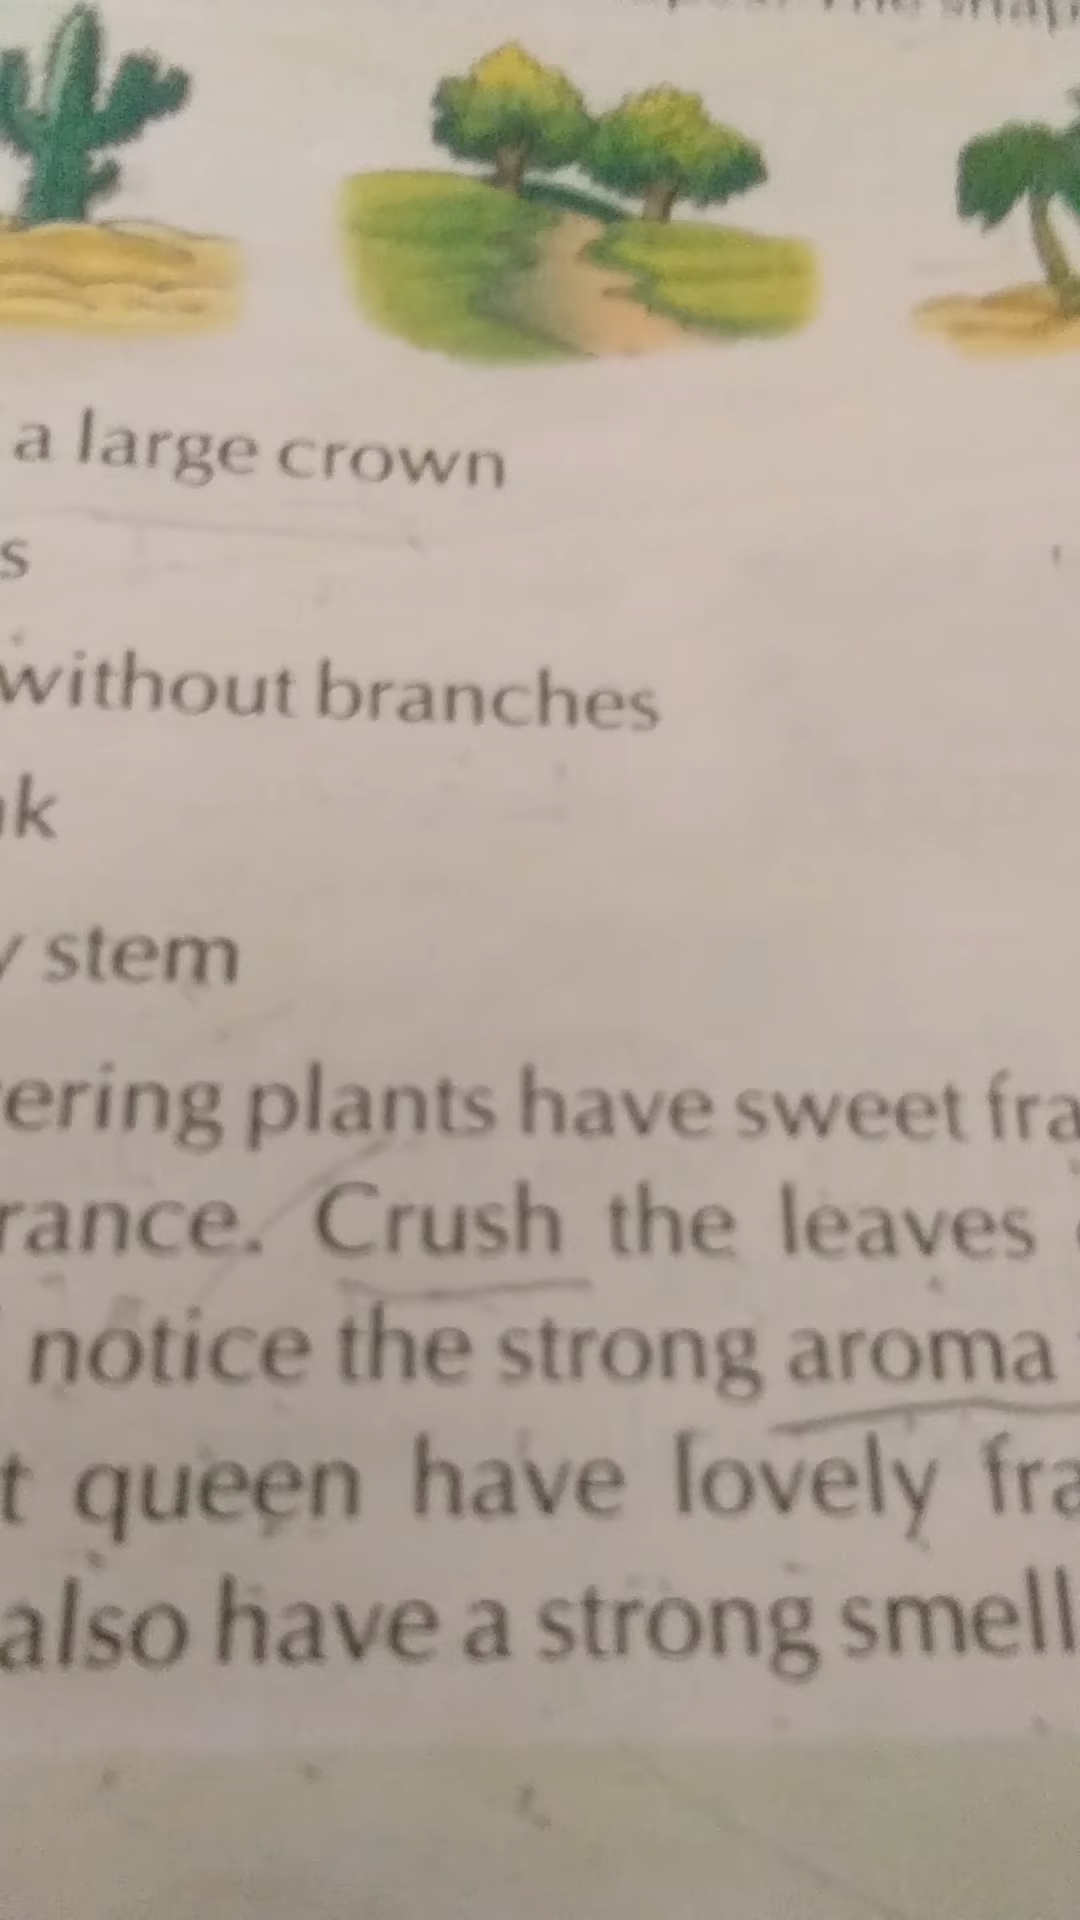 a large crown
s
without branches
k
stem
ering plants have sweet fra
rance. Crush the leaves
notice the strong aroma
t queen have lovely fra
also have a strong smell